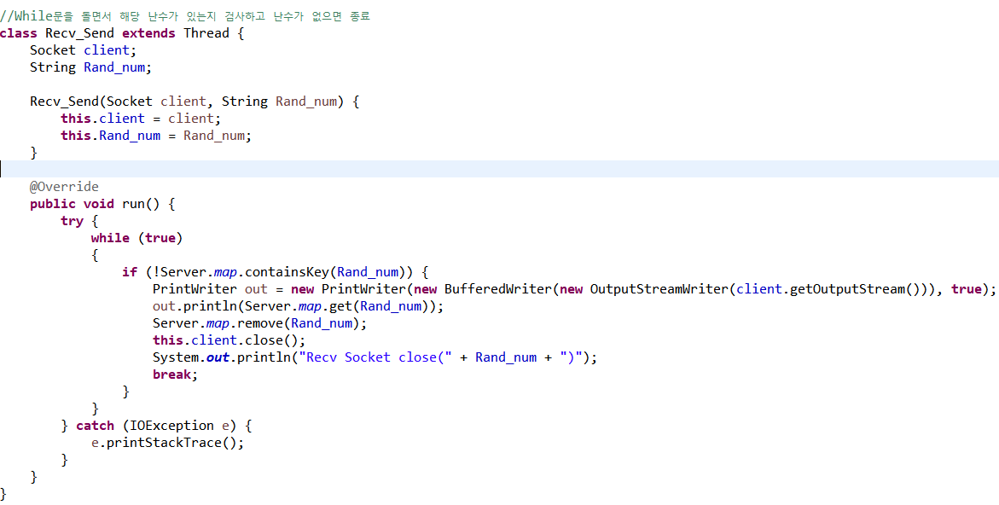 //While문을 돌면서 해당 난수가 있는지 검사하고 난수가 없으면 종료
class Recv_Send extends Thread {
    Socket client;
    String Rand_num;

    Recv_Send(Socket client, String Rand_num) {
        this.client = client;
        this.Rand_num = Rand_num;
    }

    @Override
    public void run() {
        try {
            while (true)
            {
                if (!Server.map.containsKey(Rand_num)) {
                    PrintWriter out = new PrintWriter(new BufferedWriter(new OutputStreamWriter(client.getOutputStream())), true);
                    out.println(Server.map.get(Rand_num));
                    Server.map.remove(Rand_num);
                    this.client.close();
                    System.out.println("Recv Socket close(" + Rand_num + ")");
                    break;
                }
            }
        } catch (IOException e) {
            e.printStackTrace();
        }
    }
}